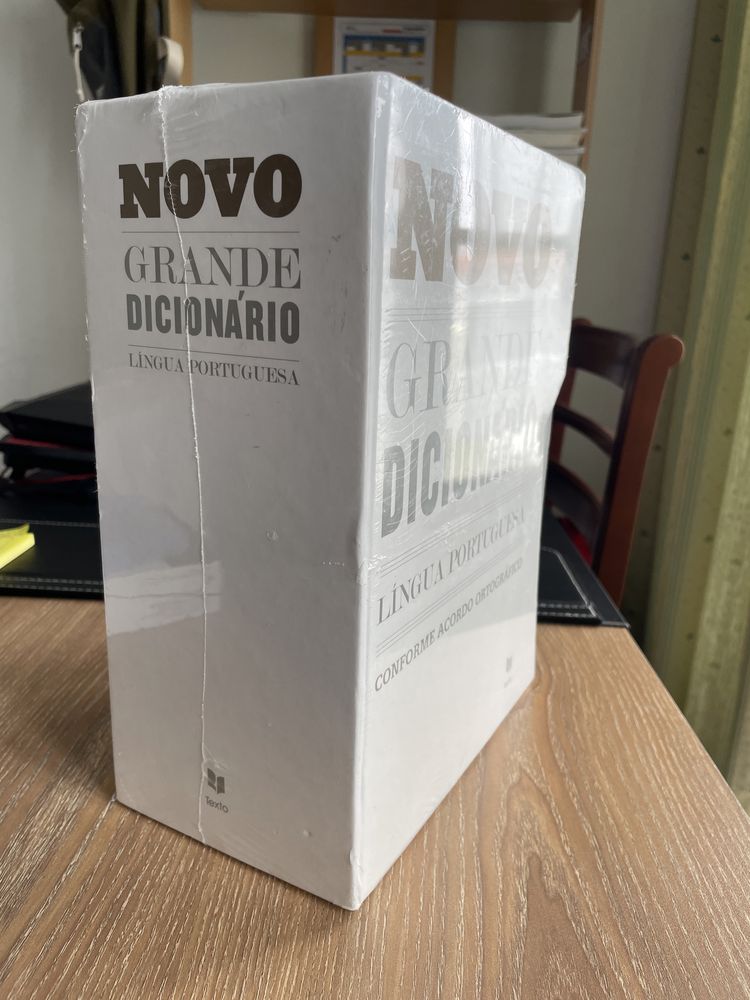 NOVO
GRANDE
DICIONÁRIO
LÍNGUA PORTUGUESA
Texto
NOVO
GRANDE
DICIONÁRIO
LÍNGUA PORTUGUESA
CONFORME ACORDO ORTOGRÁFICO